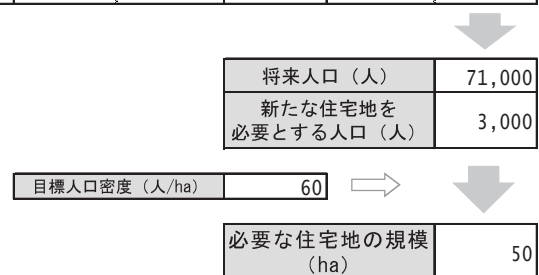 将来人口（人） 71,000
新たな住宅地を
必要とする人口（人） 3,000
目標人口密度（人/ha） 60
必要な住宅地の規模
（ha） 50